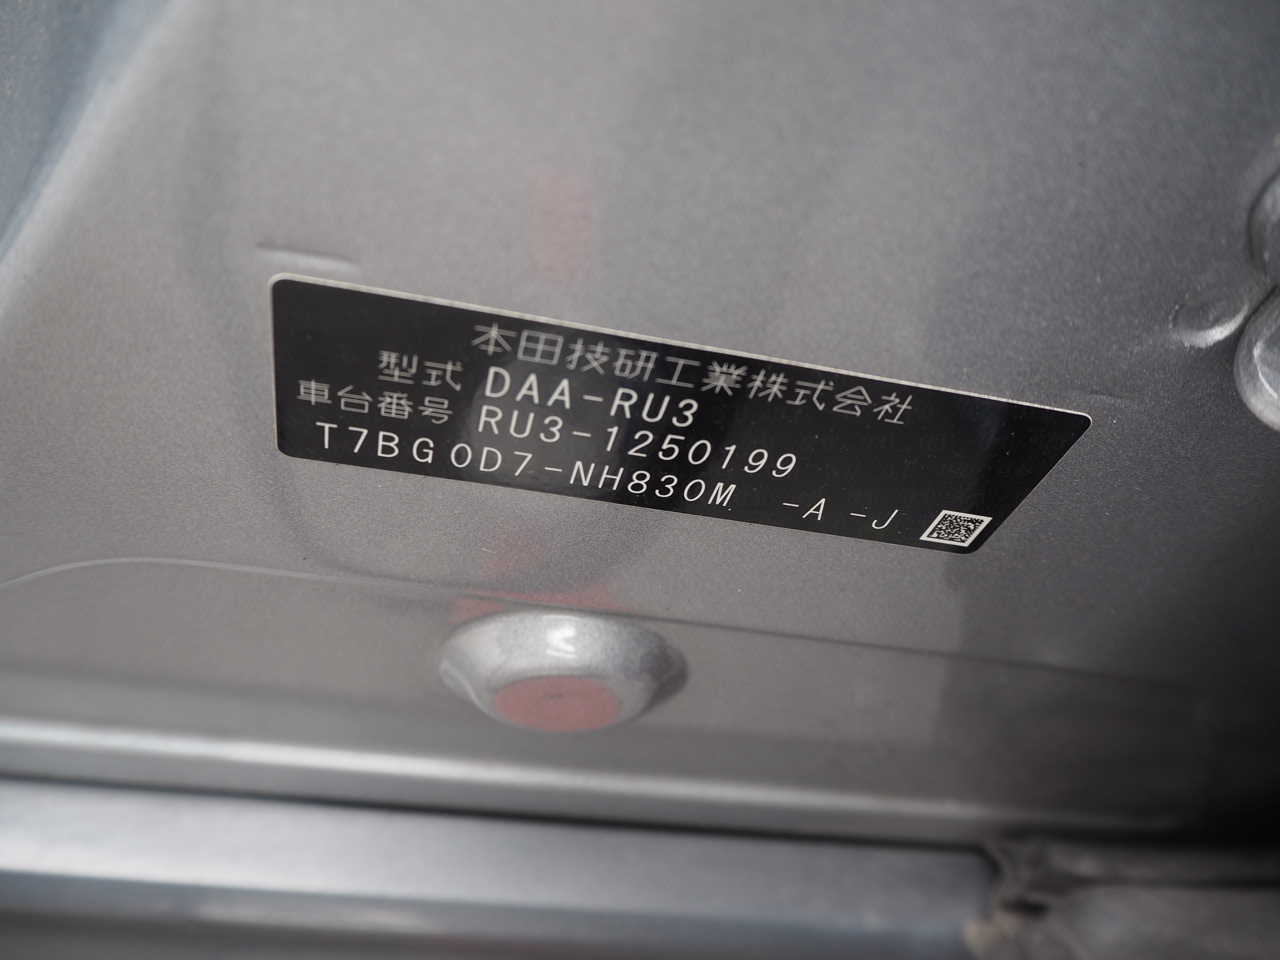 本田技研工業株式会社
型式 DAA-RU3
車台番号 RU3-1250199
T7BG0D7-NH830M -A -J